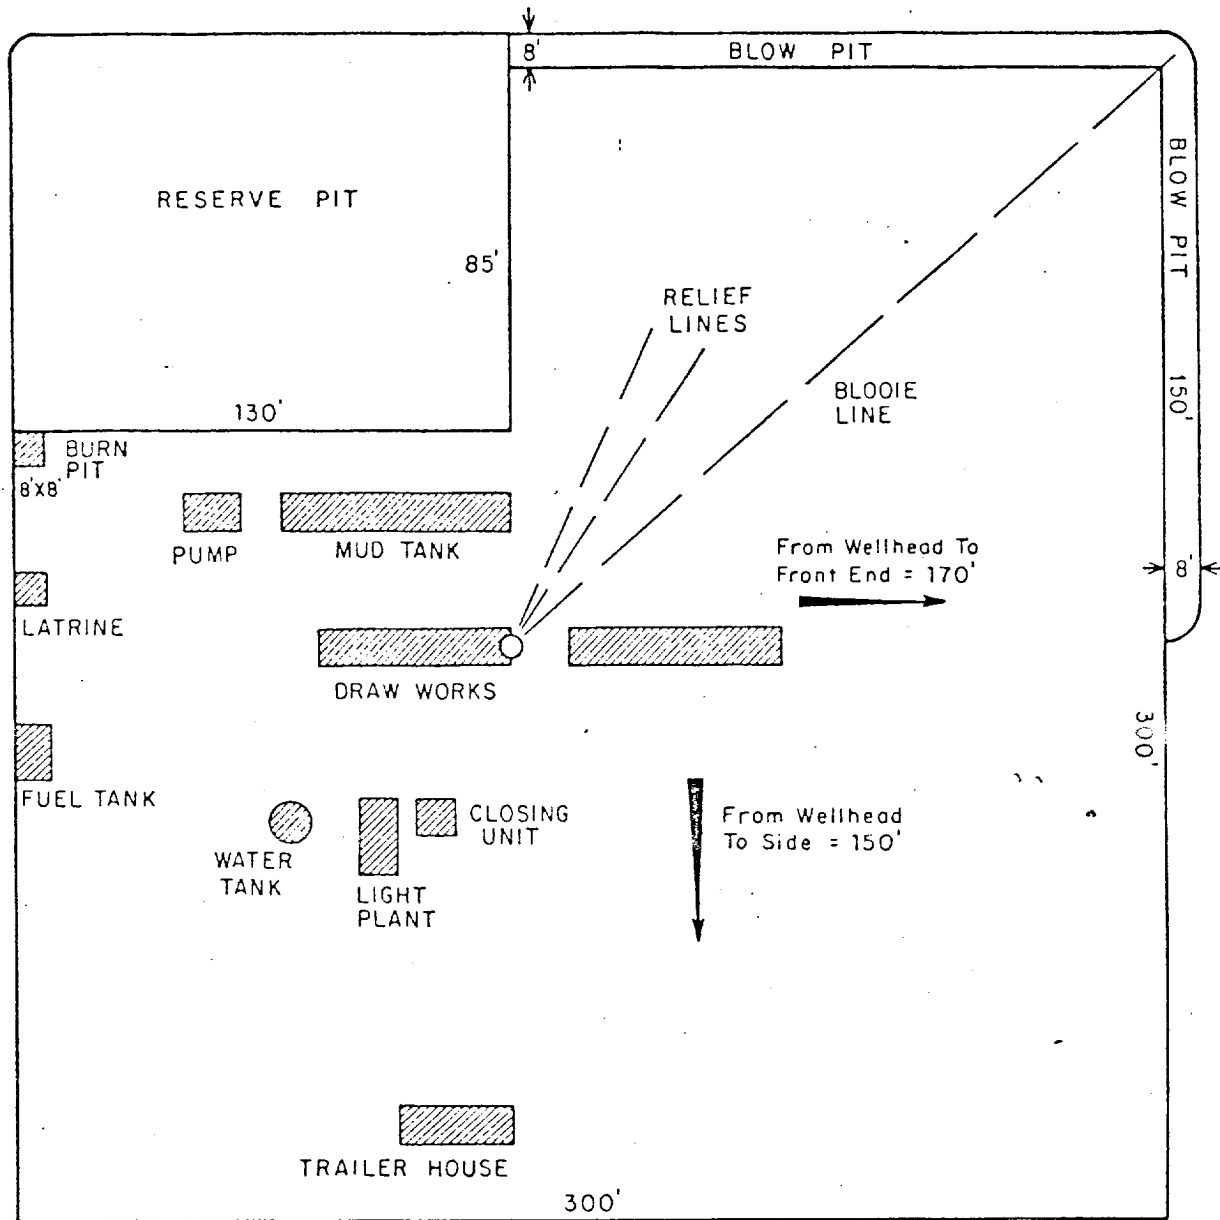 8'
BLOW PIT
RESERVE PIT
85'
130'
BLOW PIT
150'
RELIEF
LINES
BLOOIE
LINE
BURN
PIT
8'X8'
PUMP
MUD TANK
From Wellhead To
Front End = 170'
8'
LATRINE
DRAW WORKS
300'
FUEL TANK
WATER
TANK
LIGHT
PLANT
CLOSING
UNIT
From Wellhead
To Side = 150'
TRAILER HOUSE
300'